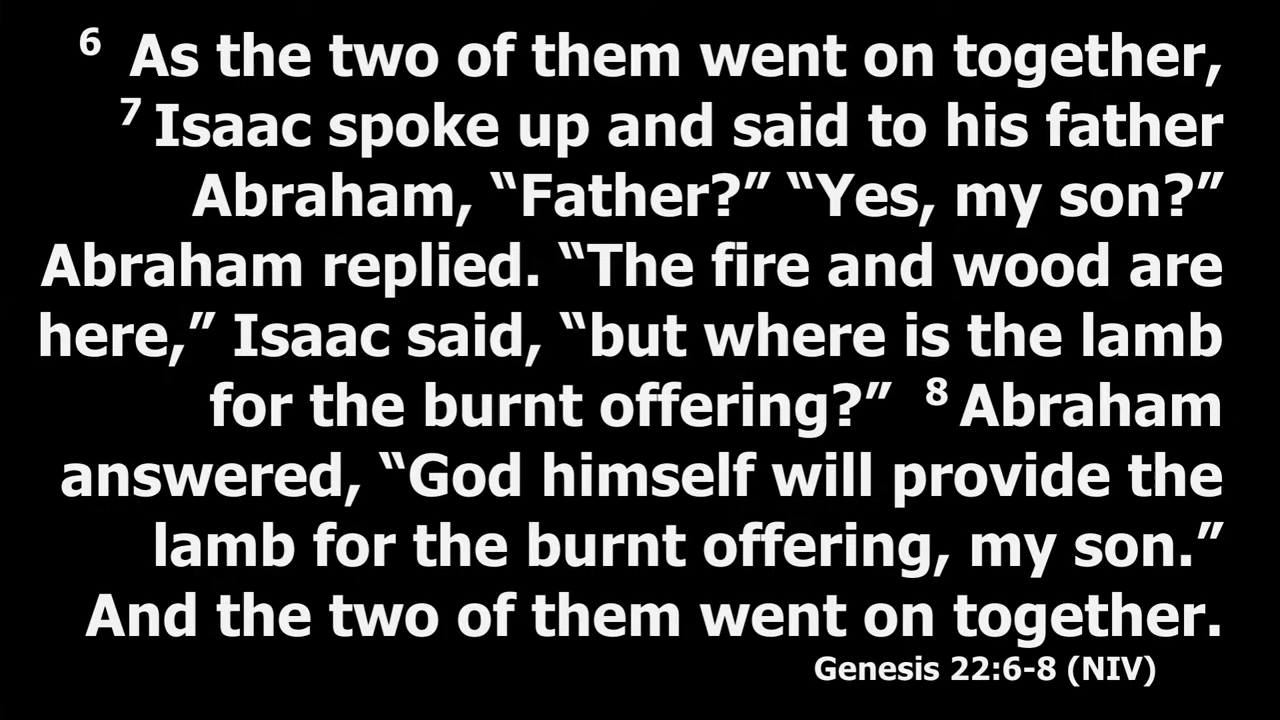 6 As the two of them went on together,
7 Isaac spoke up and said to his father
Abraham, “Father?” “Yes, my son?”
Abraham replied. “The fire and wood are
here,” Isaac said, “but where is the lamb
for the burnt offering?” 8 Abraham
answered, “God himself will provide the
lamb for the burnt offering, my son.”
And the two of them went on together.
Genesis 22:6-8 (NIV)